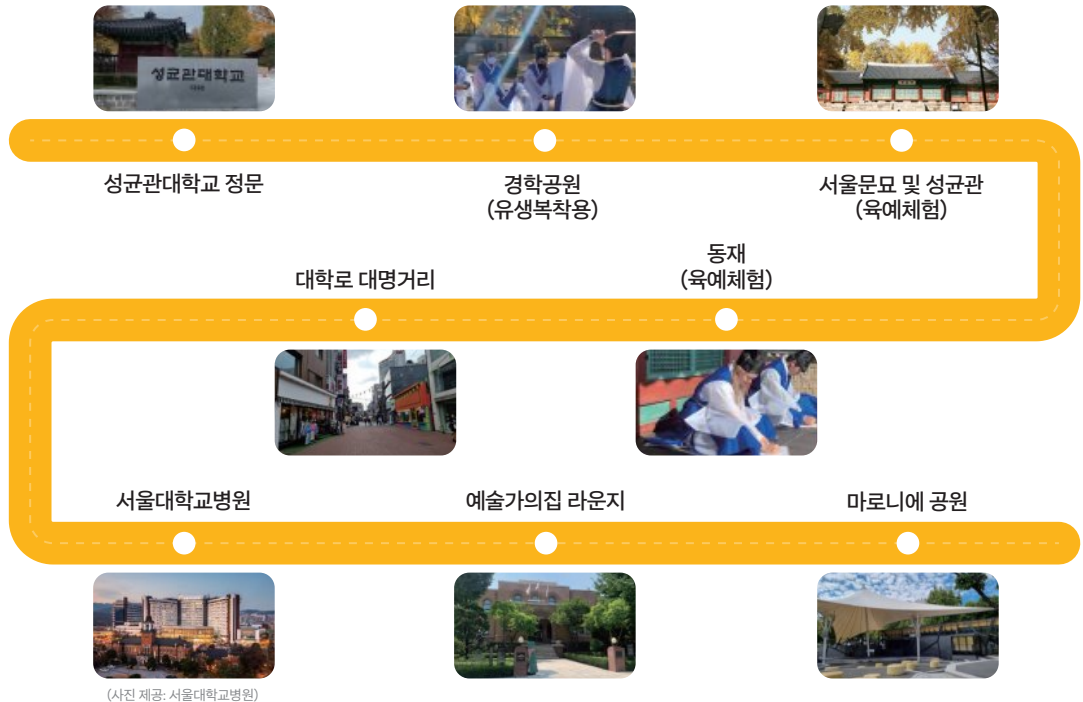 성균관대학교
성균관대학교 정문
경학공원
(유생복착용)
서울문묘 및 성균관
(육예체험)
동재
(육예체험)
대학로 대명거리
서울대학교병원
예술가의집 라운지
마로니에 공원
(사진 제공: 서울대학교병원)